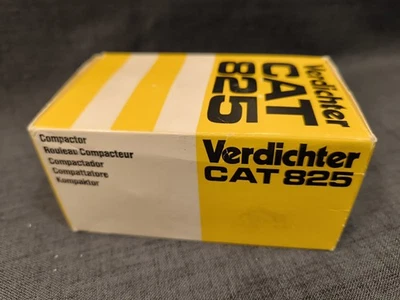 Verdichter
CAT
825
Compactor
Rouleau Compacteur
Compactador
Compattatore
Kompaktor
Verdichter
CAT 825